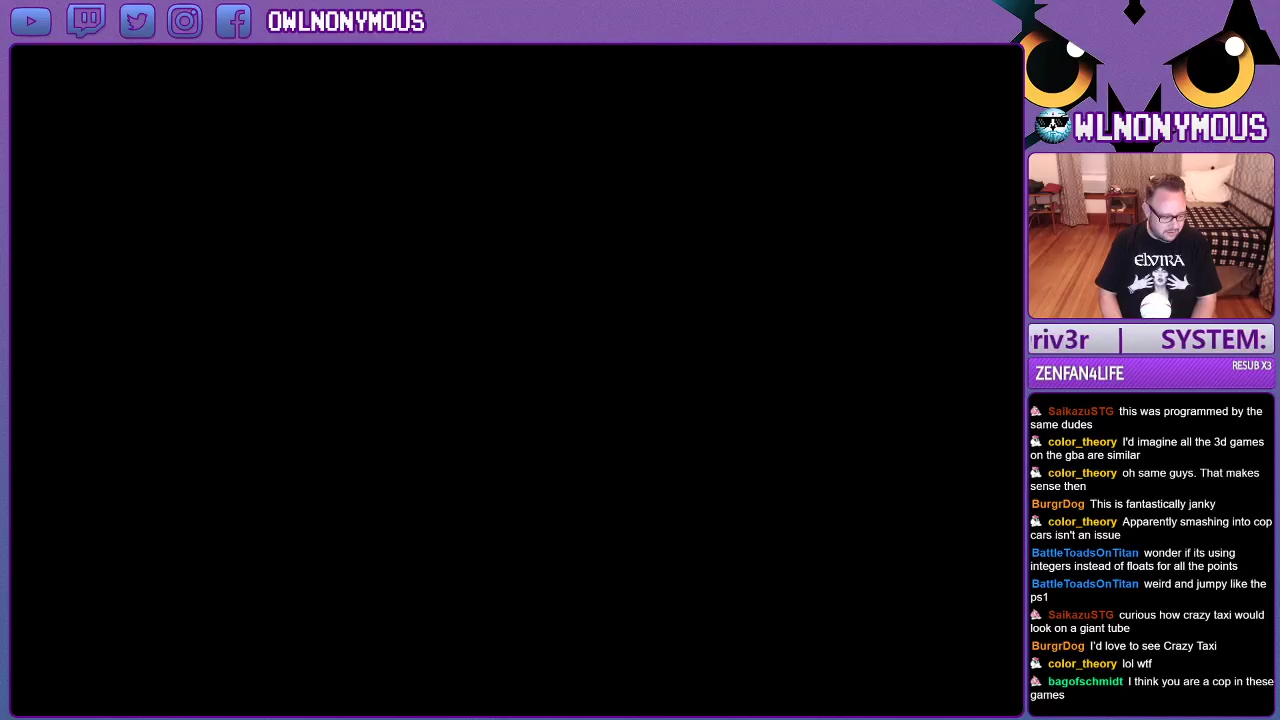 OWLNONYMOUS
WLNONYMOUS
ELVIRA
riv3r | SYSTEM:
ZENFAN4LIFE RESUB X3
SaikazuSTG this was programmed by the
same dudes
color_theory I'd imagine all the 3d games
on the gba are similar
color_theory oh same guys. That makes
sense then
BurgrDog This is fantastically janky
color_theory Apparently smashing into cop
cars isn't an issue
BattleToadsOnTitan wonder if its using
integers instead of floats for all the points
BattleToadsOnTitan weird and jumpy like the
ps1
SaikazuSTG curious how crazy taxi would
look on a giant tube
BurgrDog I'd love to see Crazy Taxi
color_theory lol wtf
bagofschmidt I think you are a cop in these
games